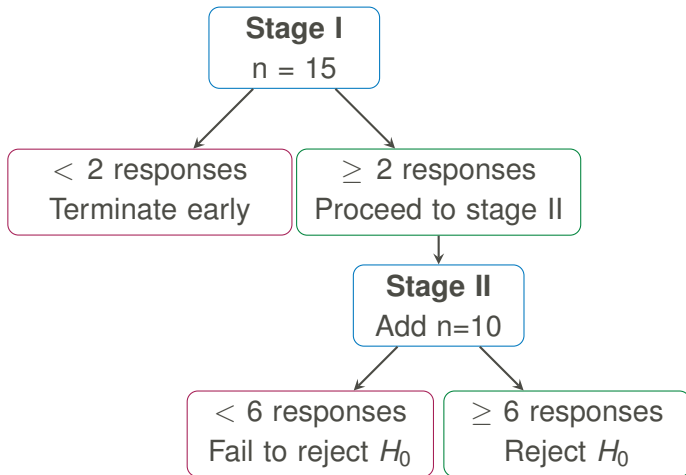 Stage I
n = 15
< 2 responses
Terminate early
≥ 2 responses
Proceed to stage II
Stage II
Add n=10
< 6 responses
Fail to reject H₀
≥ 6 responses
Reject H₀